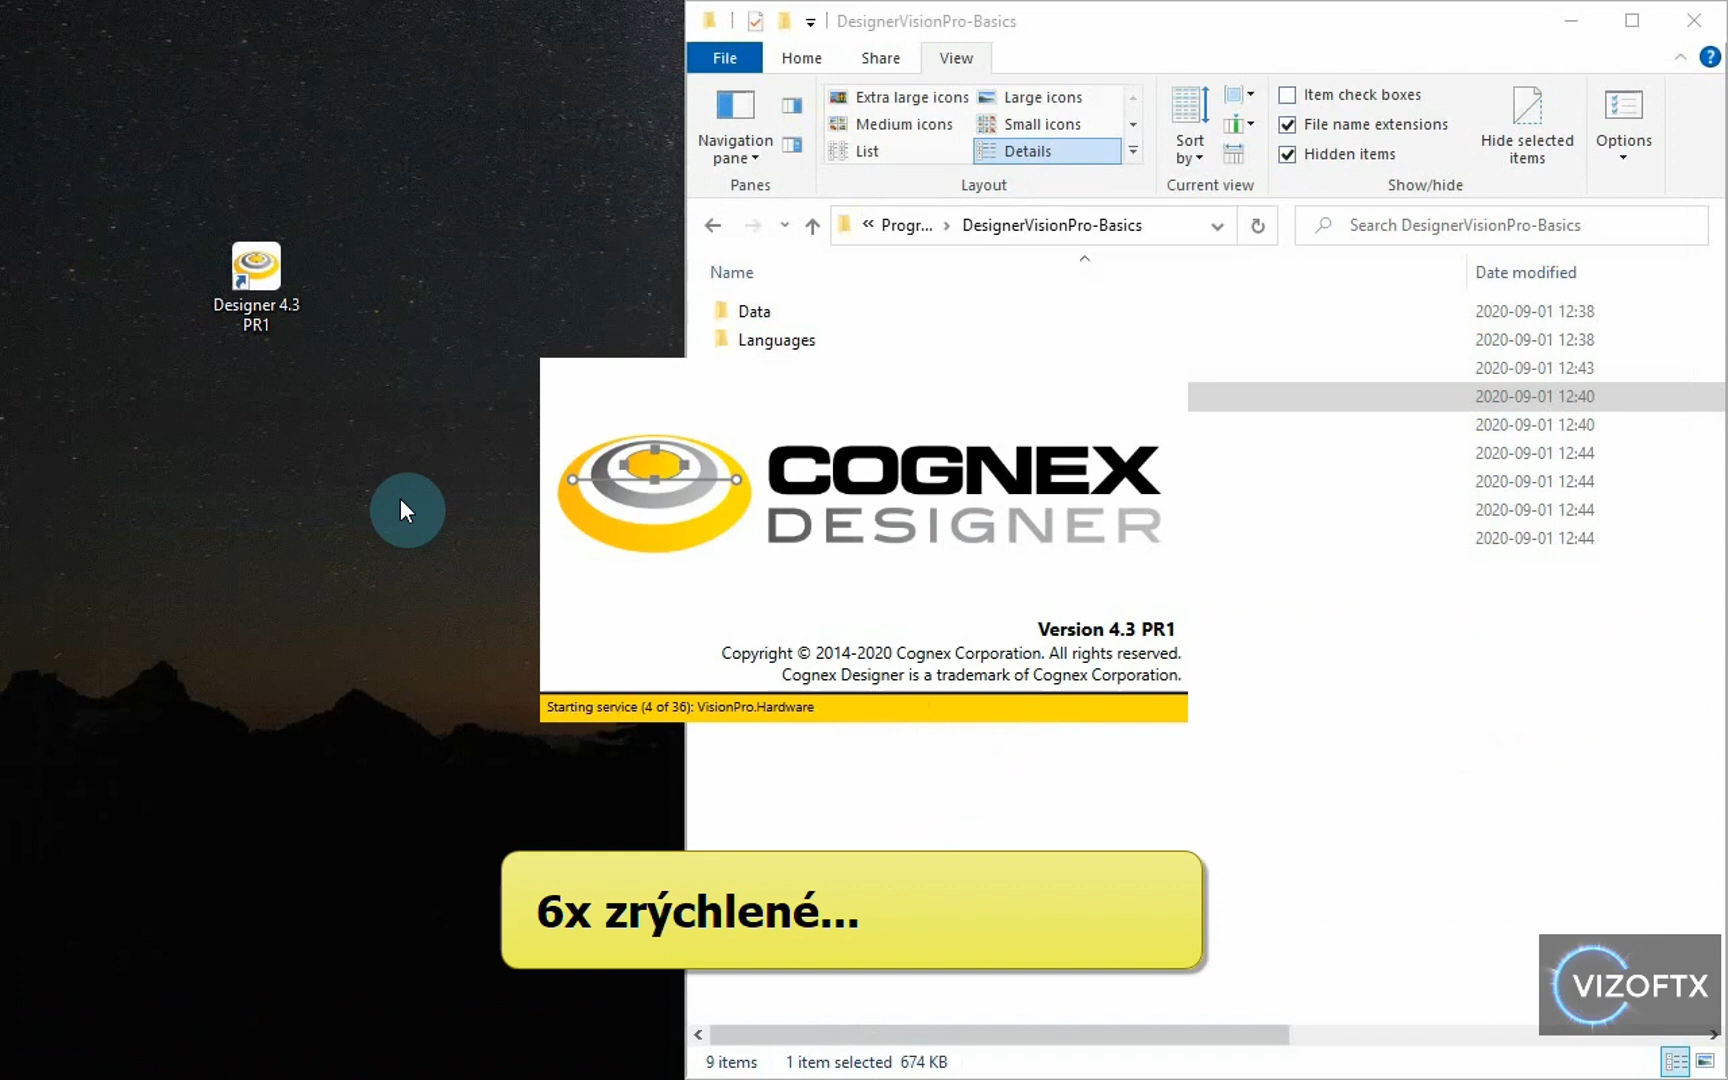 DesignerVisionPro-Basics
File
Home
Share
View
Navigation
pane
Panes
Extra large icons
Large icons
Medium icons
Small icons
List
Details
Layout
Sort
by
Current view
Item check boxes
File name extensions
Hidden items
Hide selected
items
Options
Show/hide
« Progr... › DesignerVisionPro-Basics
Search DesignerVisionPro-Basics
Name
Date modified
Data
2020-09-01 12:38
Languages
2020-09-01 12:38
2020-09-01 12:43
2020-09-01 12:40
2020-09-01 12:40
2020-09-01 12:44
2020-09-01 12:44
2020-09-01 12:44
2020-09-01 12:44
Designer 4.3
PR1
COGNEX
DESIGNER
Version 4.3 PR1
Copyright © 2014-2020 Cognex Corporation. All rights reserved.
Cognex Designer is a trademark of Cognex Corporation.
Starting service (4 of 36): VisionPro.Hardware
6x zrýchlené...
VIZOFTX
9 items
1 item selected 674 KB